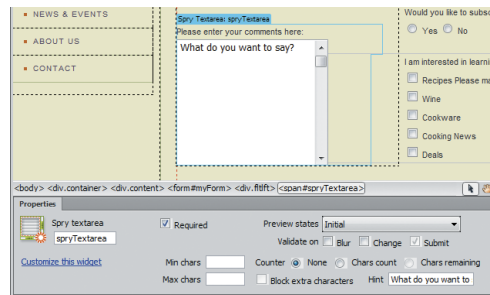 NEWS & EVENTS
ABOUT US
CONTACT
Spry Textarea: spryTextarea
Please enter your comments here:
What do you want to say?
Would you like to subsc
Yes No
I am interested in learni
Recipes Please ma
Wine
Cookware
Cooking News
Deals
<body> <div.container> <div.content> <form#myForm> <div.fltlft> <span#spryTextarea>
Properties
Spry textarea
spryTextarea
Customize this widget
Required
Preview states Initial
Validate on Blur Change Submit
Min chars Counter None Chars count Chars remaining
Max chars Block extra characters Hint What do you want to